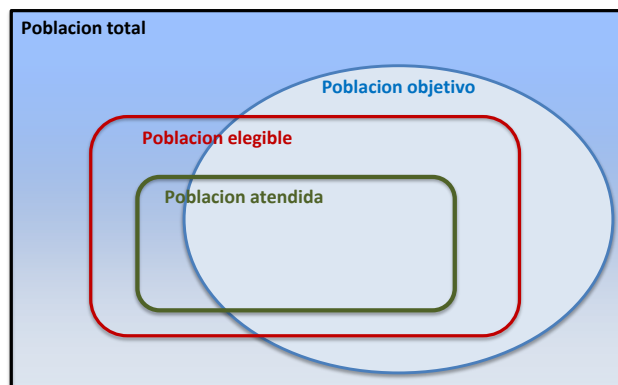 Poblacion total
Poblacion objetivo
Poblacion elegible
Poblacion atendida